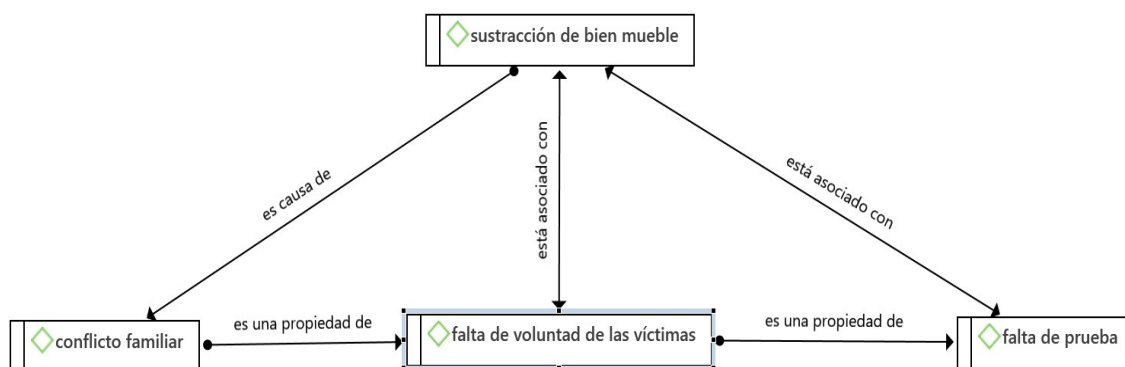 sustracción de bien mueble
es causa de
está asociado con
está asociado con
conflicto familiar
es una propiedad de
falta de voluntad de las víctimas
es una propiedad de
falta de prueba